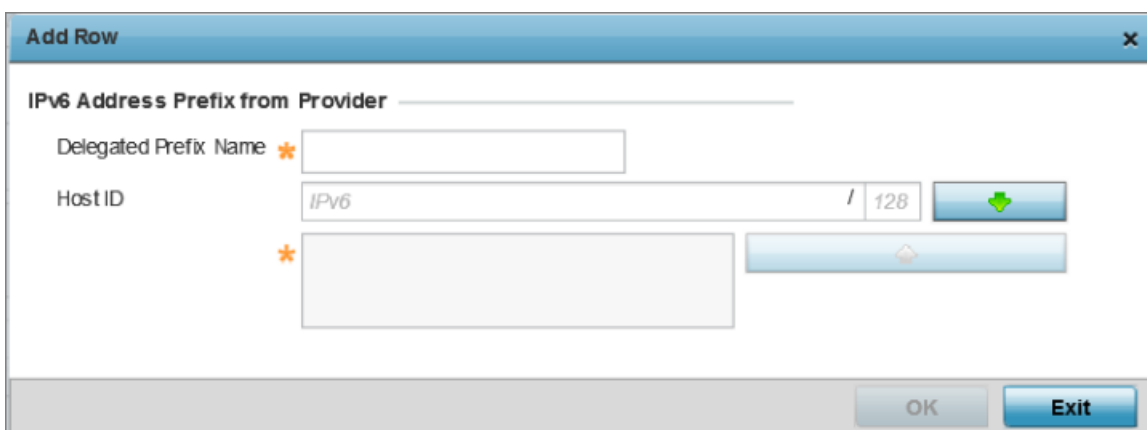 Add Row ×
IPv6 Address Prefix from Provider
Delegated Prefix Name *
Host ID IPv6 / 128
*
OK Exit